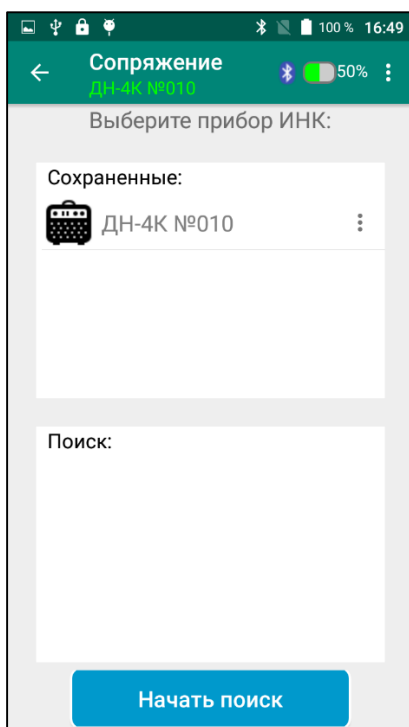 100 % 16:49
Сопряжение
50%
ДН-4К №010
Выберите прибор ИНК:
Сохраненные:
ДН-4К №010
Поиск:
Начать поиск